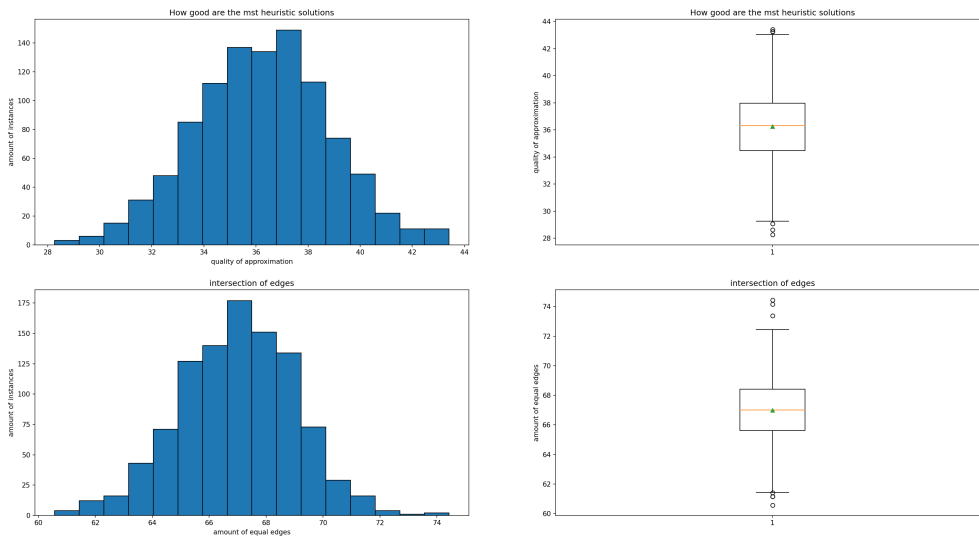 How good are the mst heuristic solutions
140
120
100
80
60
40
20
0
amount of instances
28 30 32 34 36 38 40 42 44
quality of approximation
How good are the mst heuristic solutions
44
42
40
38
36
34
32
30
28
quality of approximation
1
intersection of edges
175
150
125
100
75
50
25
0
amount of instances
60 62 64 66 68 70 72 74
amount of equal edges
intersection of edges
74
72
70
68
66
64
62
60
amount of equal edges
1